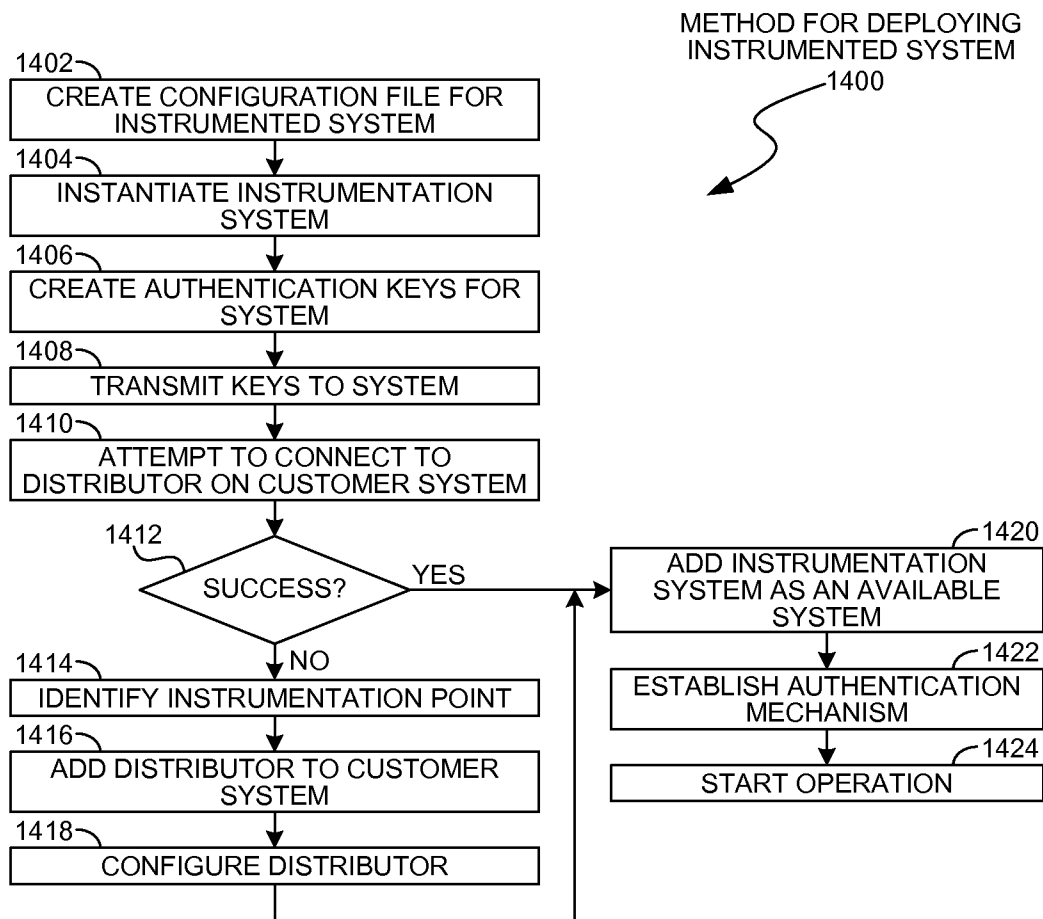 METHOD FOR DEPLOYING
INSTRUMENTED SYSTEM
1400
1402
CREATE CONFIGURATION FILE FOR
INSTRUMENTED SYSTEM
1404
INSTANTIATE INSTRUMENTATION
SYSTEM
1406
CREATE AUTHENTICATION KEYS FOR
SYSTEM
1408
TRANSMIT KEYS TO SYSTEM
1410
ATTEMPT TO CONNECT TO
DISTRIBUTOR ON CUSTOMER SYSTEM
1412
SUCCESS?
YES
NO
1414
IDENTIFY INSTRUMENTATION POINT
1416
ADD DISTRIBUTOR TO CUSTOMER
SYSTEM
1418
CONFIGURE DISTRIBUTOR
1420
ADD INSTRUMENTATION
SYSTEM AS AN AVAILABLE
SYSTEM
1422
ESTABLISH AUTHENTICATION
MECHANISM
1424
START OPERATION